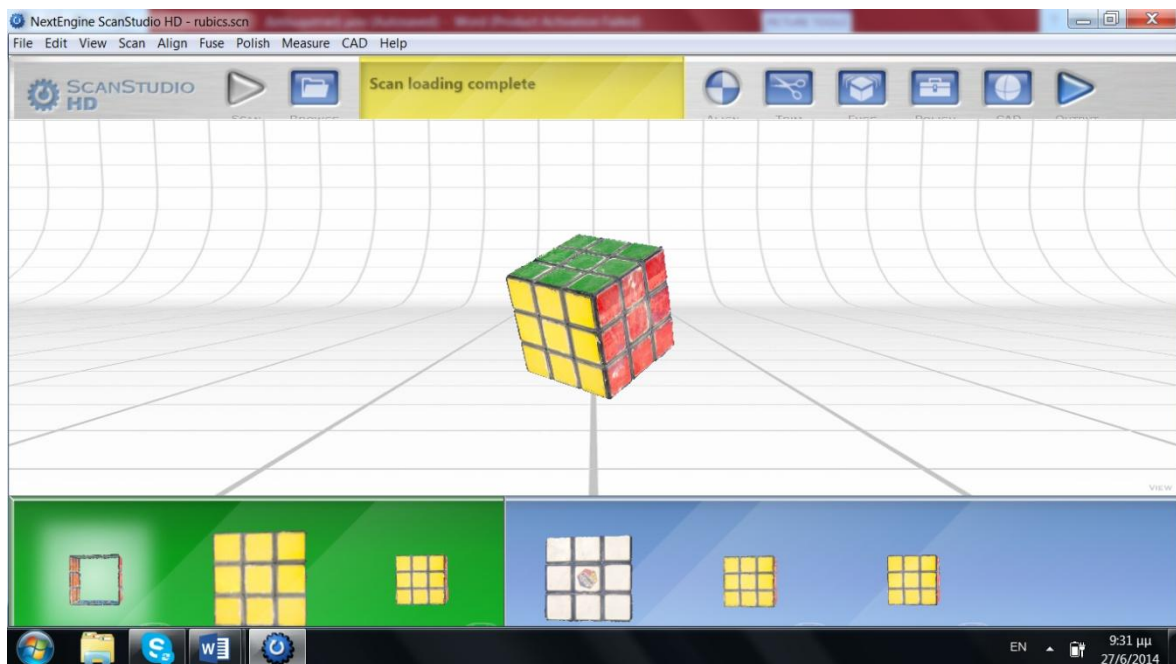 NextEngine ScanStudio HD - rubics.scn
File Edit View Scan Align Fuse Polish Measure CAD Help
SCANSTUDIO
HD
Scan loading complete
VIEW
EN
9:31 μμ
27/6/2014